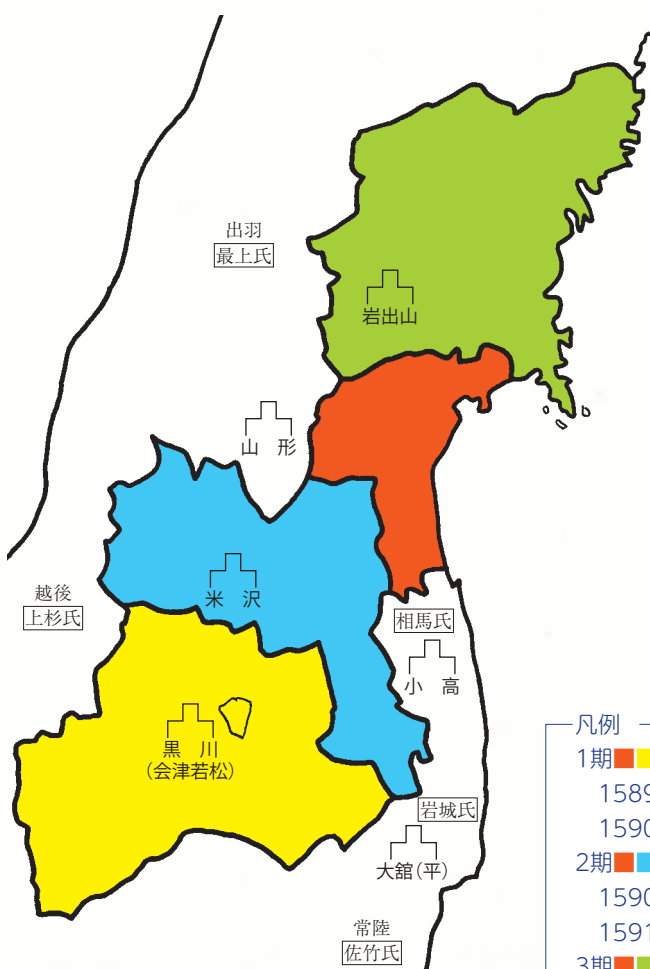 出羽
最上氏
岩出山
山 形
越後
上杉氏
米 沢
相馬氏
小 高
黒 川
(会津若松)
岩城氏
大舘(平)
常陸
佐竹氏
凡例
1期
1589
1590
2期
1590
1591
3期